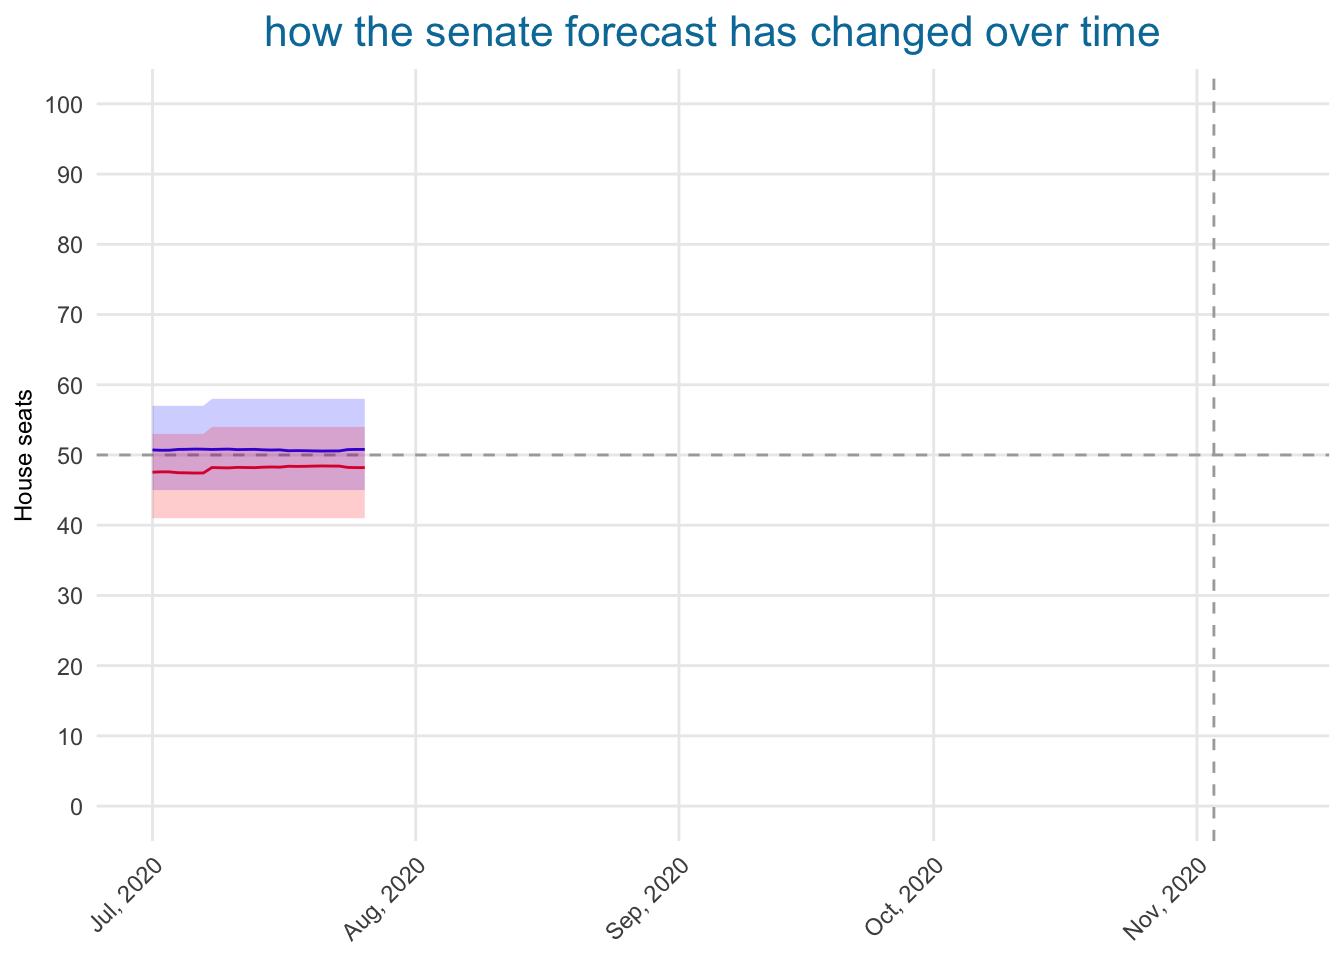 how the senate forecast has changed over time
House seats
100
90
80
70
60
50
40
30
20
10
0
Jul, 2020
Aug, 2020
Sep, 2020
Oct, 2020
Nov, 2020